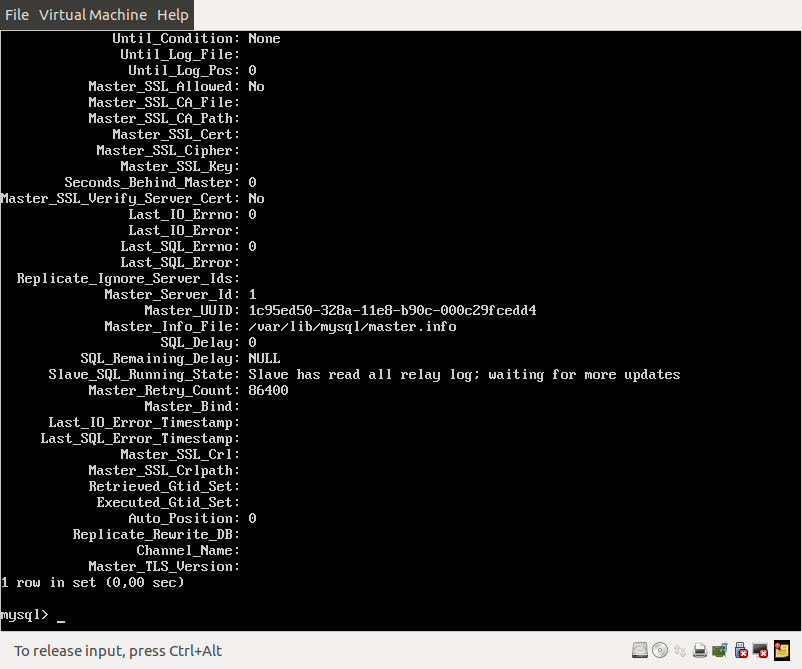 File Virtual Machine Help
Until_Condition: None
Until_Log_File:
Until_Log_Pos: 0
Master_SSL_Allowed: No
Master_SSL_CA_File:
Master_SSL_CA_Path:
Master_SSL_Cert:
Master_SSL_Cipher:
Master_SSL_Key:
Seconds_Behind_Master: 0
Master_SSL_Verify_Server_Cert: No
Last_IO_Errno: 0
Last_IO_Error:
Last_SQL_Errno: 0
Last_SQL_Error:
Replicate_Ignore_Server_Ids:
Master_Server_Id: 1
Master_UUID: 1c95ed50-328a-11e8-b90c-000c29fcedd4
Master_Info_File: /var/lib/mysql/master.info
SQL_Delay: 0
SQL_Remaining_Delay: NULL
Slave_SQL_Running_State: Slave has read all relay log; waiting for more updates
Master_Retry_Count: 86400
Master_Bind:
Last_IO_Error_Timestamp:
Last_SQL_Error_Timestamp:
Master_SSL_Crl:
Master_SSL_Crlpath:
Retrieved_Gtid_Set:
Executed_Gtid_Set:
Auto_Position: 0
Replicate_Rewrite_DB:
Channel_Name:
Master_TLS_Version:
1 row in set (0,00 sec)
mysql> _
To release input, press Ctrl+Alt